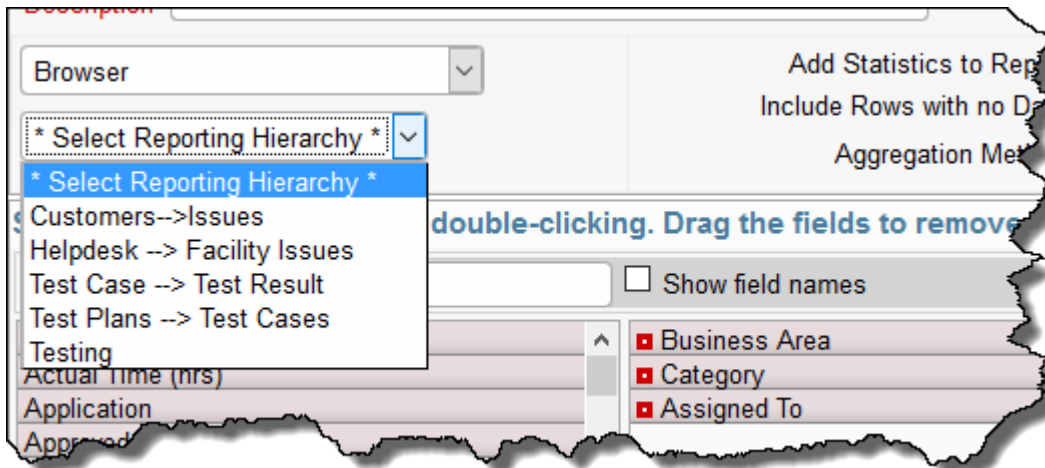 Description
Browser
Add Statistics to Rep
Include Rows with no Da
* Select Reporting Hierarchy *
Aggregation Met
* Select Reporting Hierarchy *
Customers-->Issues
Helpdesk --> Facility Issues
Test Case --> Test Result
Test Plans --> Test Cases
Testing
double-clicking. Drag the fields to remove
Show field names
Actual Time (hrs)
Application
Approved
Business Area
Category
Assigned To